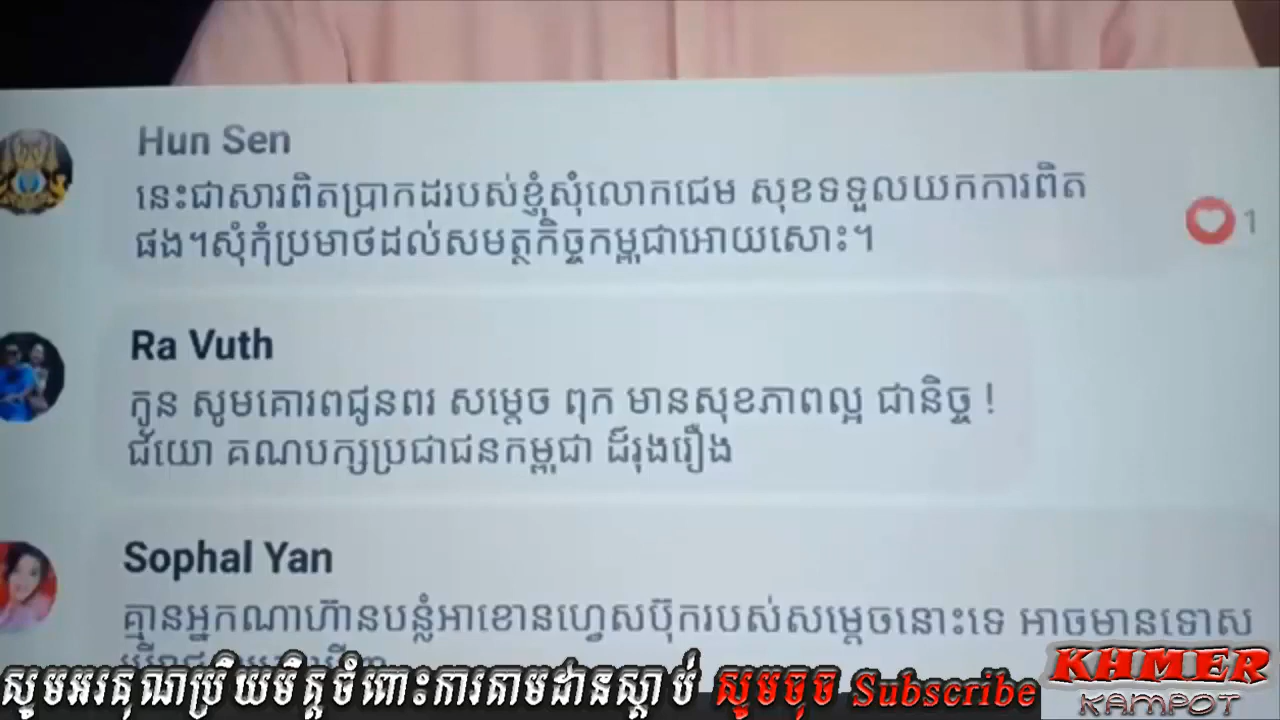 Hun Sen
នេះជាសារពិតប្រាកដរបស់ខ្ញុំសុំលោកជេម សុខទទួលយកការពិត
ផង។សុំកុំប្រមាថដល់សមត្ថកិច្ចកម្ពុជាអោយសោះ។
1
Ra Vuth
កូន សូមគោរពជូនពរ សម្តេច ពុក មានសុខភាពល្អ ជានិច្ច !
ជ័យោ គណបក្សប្រជាជនកម្ពុជា ដ៏រុងរឿង
Sophal Yan
គ្មានអ្នកណាហ៊ានបន្លំអាខោនហ្វេសប៊ុករបស់សម្តេចនោះទេ អាចមានទោស
សូមអរគុណប្រិយមិត្តចំពោះការតាមដានស្តាប់ សូមចុច Subscribe
KHMER
KAMPOT